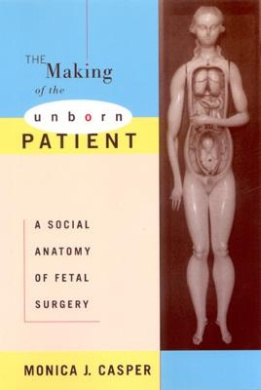 THE Making
of the
unborn
PATIENT
A SOCIAL
ANATOMY
OF FETAL
SURGERY
MONICA J. CASPER